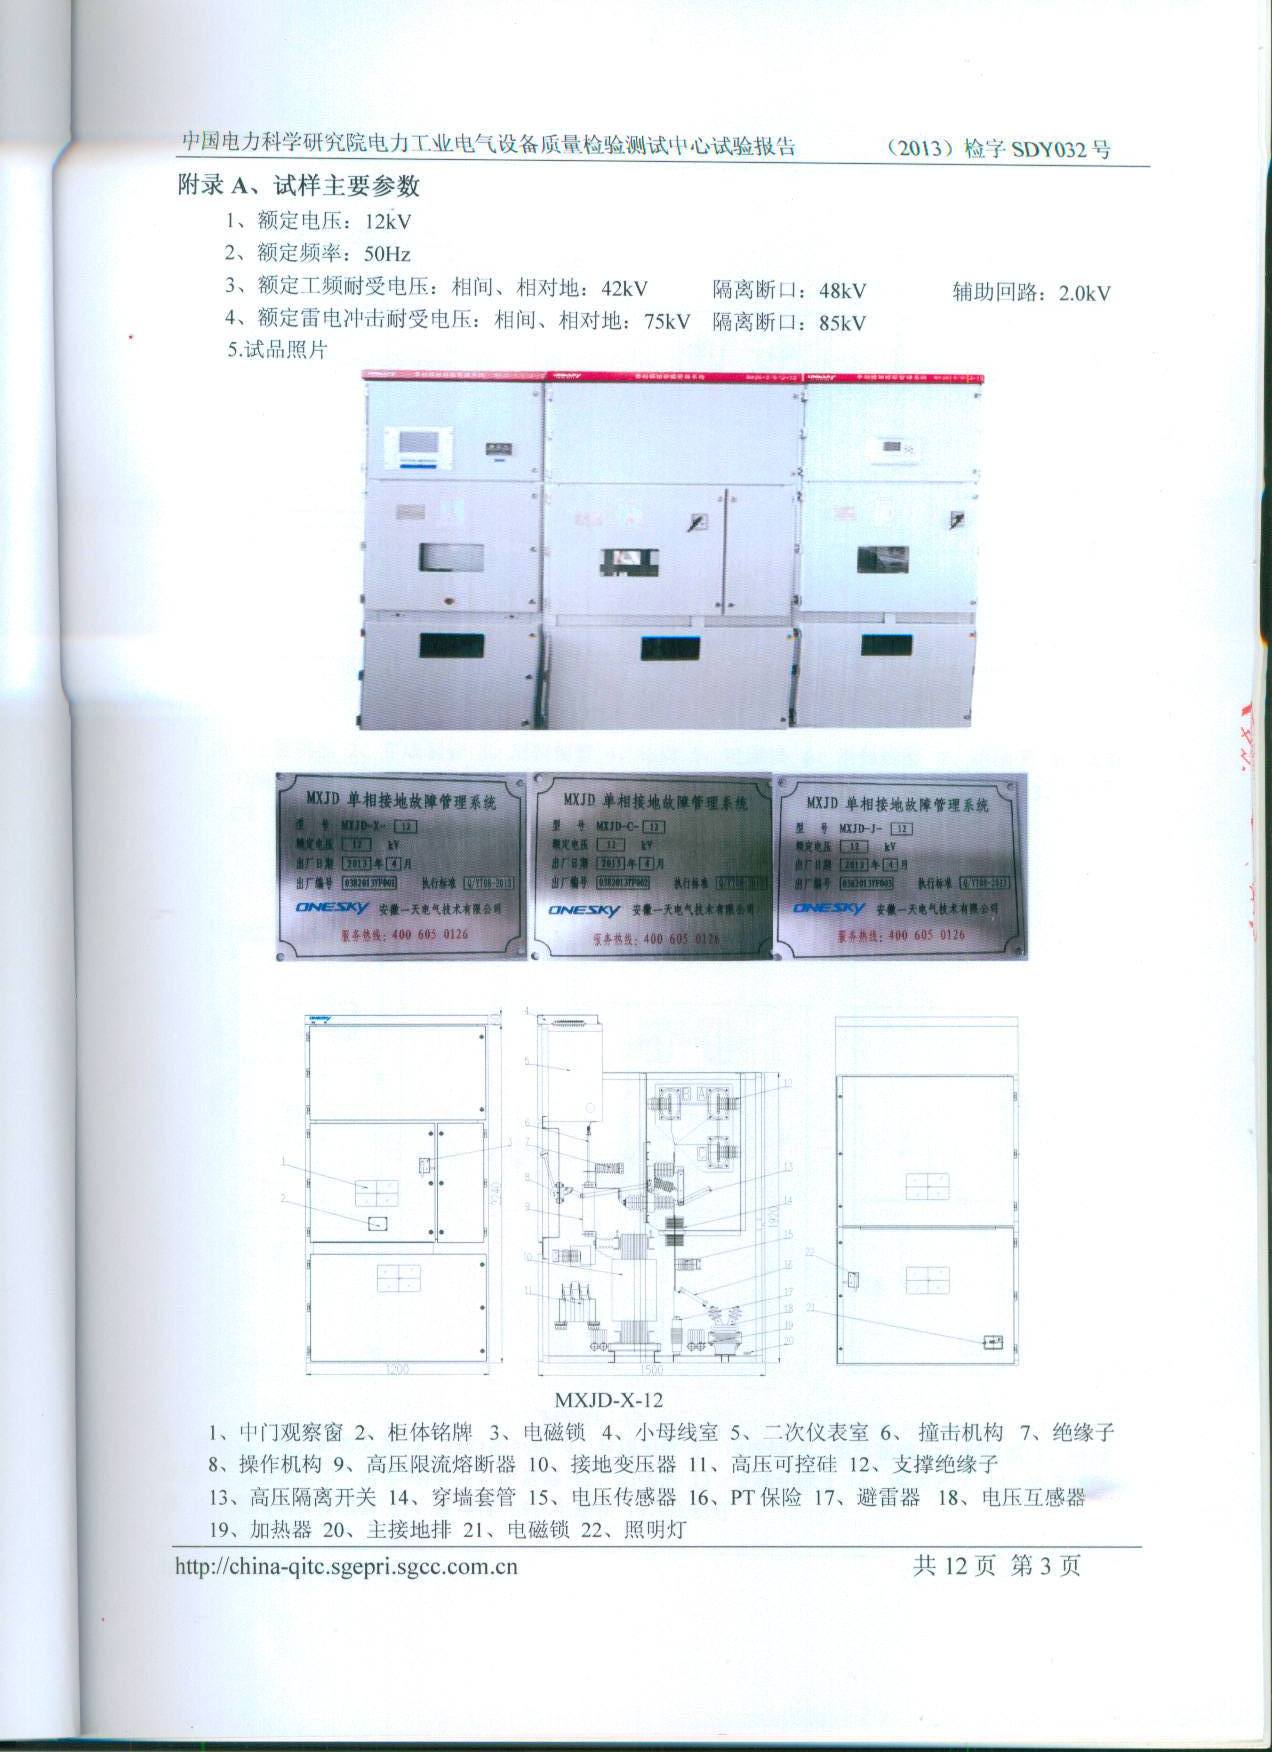 中国电力科学研究院电力工业电气设备质量检验测试中心试验报告 （2013）检字 SDY032 号
附录 A、试样主要参数
1、额定电压：12kV
2、额定频率：50Hz
3、额定工频耐受电压：相间、相对地：42kV 隔离断口：48kV 辅助回路：2.0kV
4、额定雷电冲击耐受电压：相间、相对地：75kV 隔离断口：85kV
5.试品照片
MXJD 单相接地故障管理系统
型 号 MXJD-X- 12
额定电压 12 kV
出厂日期 2013 年 4 月
出厂编号 0382013YF001 执行标准 Q/YT08-2013
ONESKY 安徽一天电气技术有限公司
服务热线：400 605 0126
MXJD 单相接地故障管理系统
型 号 MXJD-C- 12
额定电压 12 kV
出厂日期 2013 年 4 月
出厂编号 0382013YF002 执行标准 Q/YT08-2013
ONESKY 安徽一天电气技术有限公司
服务热线：400 605 0126
MXJD 单相接地故障管理系统
型 号 MXJD-J- 12
额定电压 12 kV
出厂日期 2013 年 4 月
出厂编号 0382013YF003 执行标准 Q/YT08-2013
ONESKY 安徽一天电气技术有限公司
服务热线：400 605 0126
1
2
3
2240
1200
4
5
6
7
8
9
10
11
B A
C
12
13
14
15
16
17
18
19
20
1920
1500
22
21
MXJD-X-12
1、中门观察窗 2、柜体铭牌 3、电磁锁 4、小母线室 5、二次仪表室 6、 撞击机构 7、绝缘子
8、操作机构 9、高压限流熔断器 10、接地变压器 11、高压可控硅 12、支撑绝缘子
13、高压隔离开关 14、穿墙套管 15、电压传感器 16、PT 保险 17、避雷器 18、电压互感器
19、加热器 20、主接地排 21、电磁锁 22、照明灯
http://china-qitc.sgepri.sgcc.com.cn 共 12 页 第 3 页